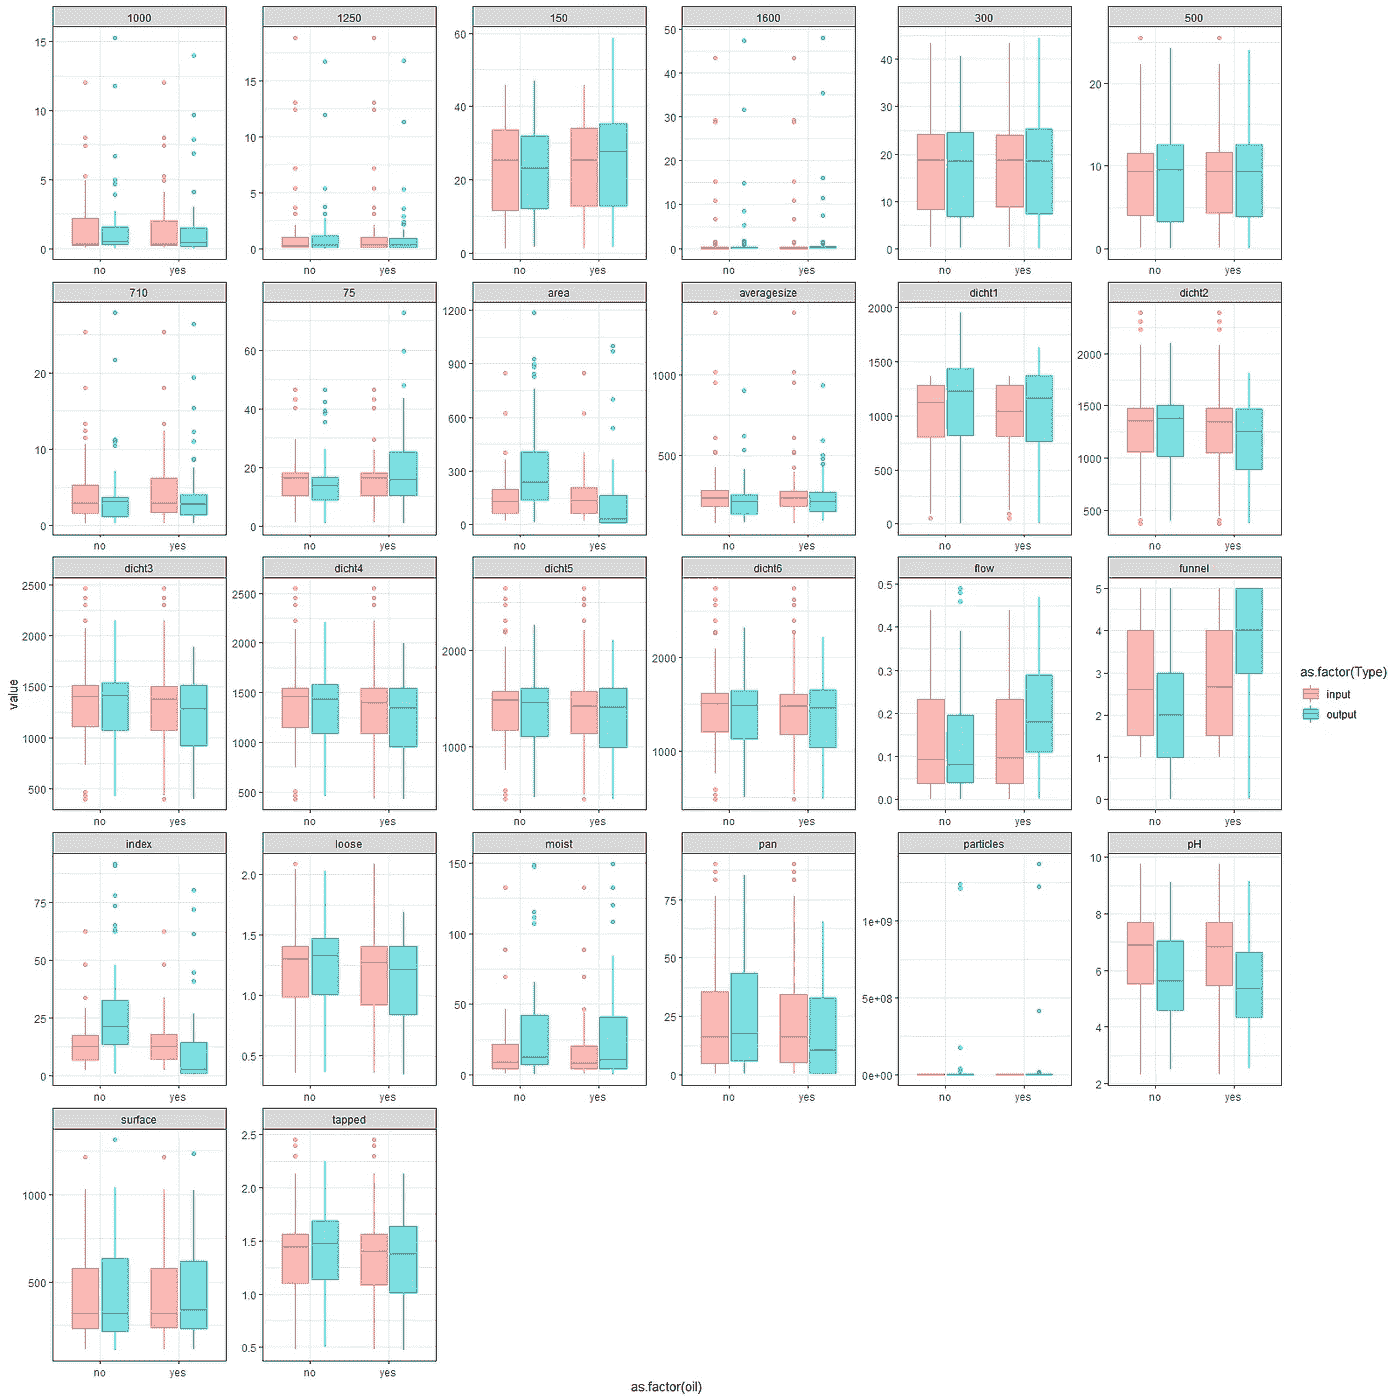 1000 1250 150 1600 300 500
15 10 5 0
15 10 5 0
60 40 20 0
50 40 30 20 10 0
40 30 20 10 0
20 10 0
no yes no yes no yes no yes no yes no yes
710 75 area averagesize dicht1 dicht2
20 10 0
60 40 20 0
1200 900 600 300 0
1000 500
2000 1500 1000 500 0
2000 1500 1000 500
no yes no yes no yes no yes no yes no yes
dicht3 dicht4 dicht5 dicht6 flow funnel
2500 2000 1500 1000 500
2500 2000 1500 1000 500
2000 1000
2000 1000
0.5 0.4 0.3 0.2 0.1 0.0
5 4 3 2 1 0
no yes no yes no yes no yes no yes no yes
value
as.factor(Type)
input
output
index loose moist pan particles pH
75 50 25 0
2.0 1.5 1.0 0.5
150 100 50 0
75 50 25 0
1e+09 5e+08 0e+00
10 8 6 4 2
no yes no yes no yes no yes no yes no yes
surface tapped
1000 500
2.5 2.0 1.5 1.0 0.5
no yes no yes
as.factor(oil)